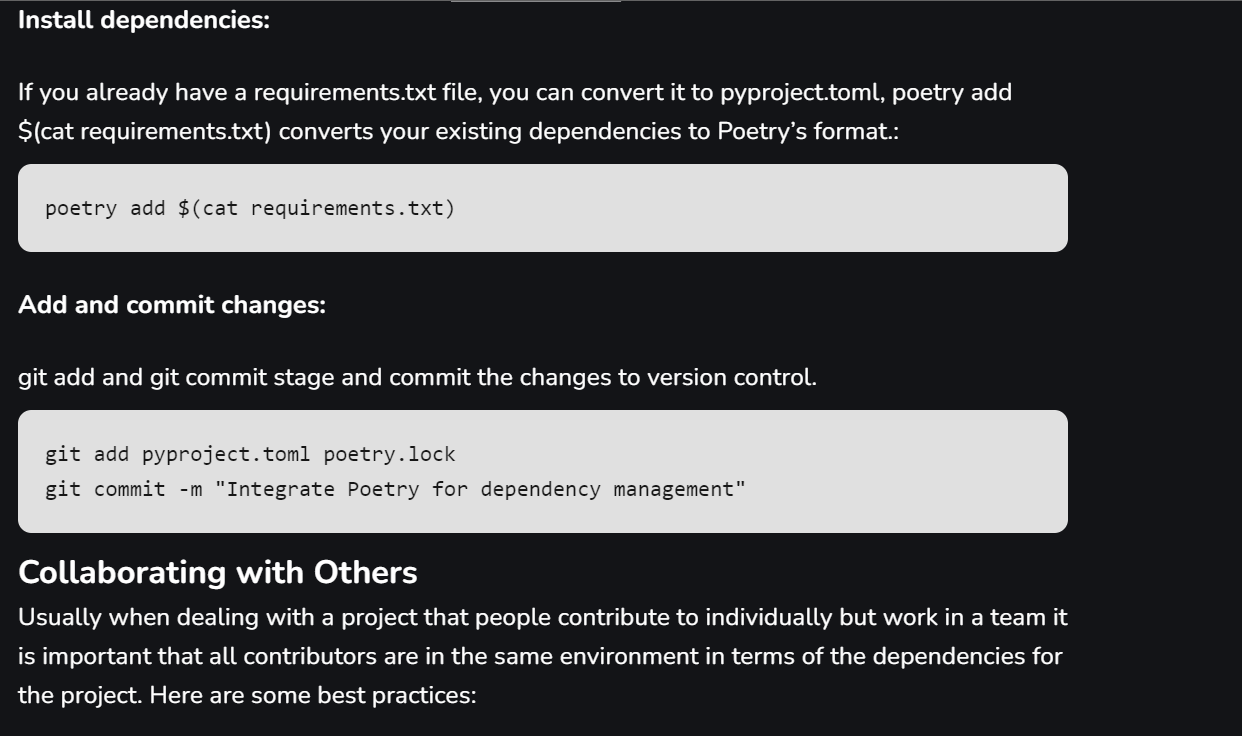 Install dependencies:
If you already have a requirements.txt file, you can convert it to pyproject.toml, poetry add
$(cat requirements.txt) converts your existing dependencies to Poetry’s format.:
poetry add $(cat requirements.txt)
Add and commit changes:
git add and git commit stage and commit the changes to version control.
git add pyproject.toml poetry.lock
git commit -m "Integrate Poetry for dependency management"
Collaborating with Others
Usually when dealing with a project that people contribute to individually but work in a team it
is important that all contributors are in the same environment in terms of the dependencies for
the project. Here are some best practices: